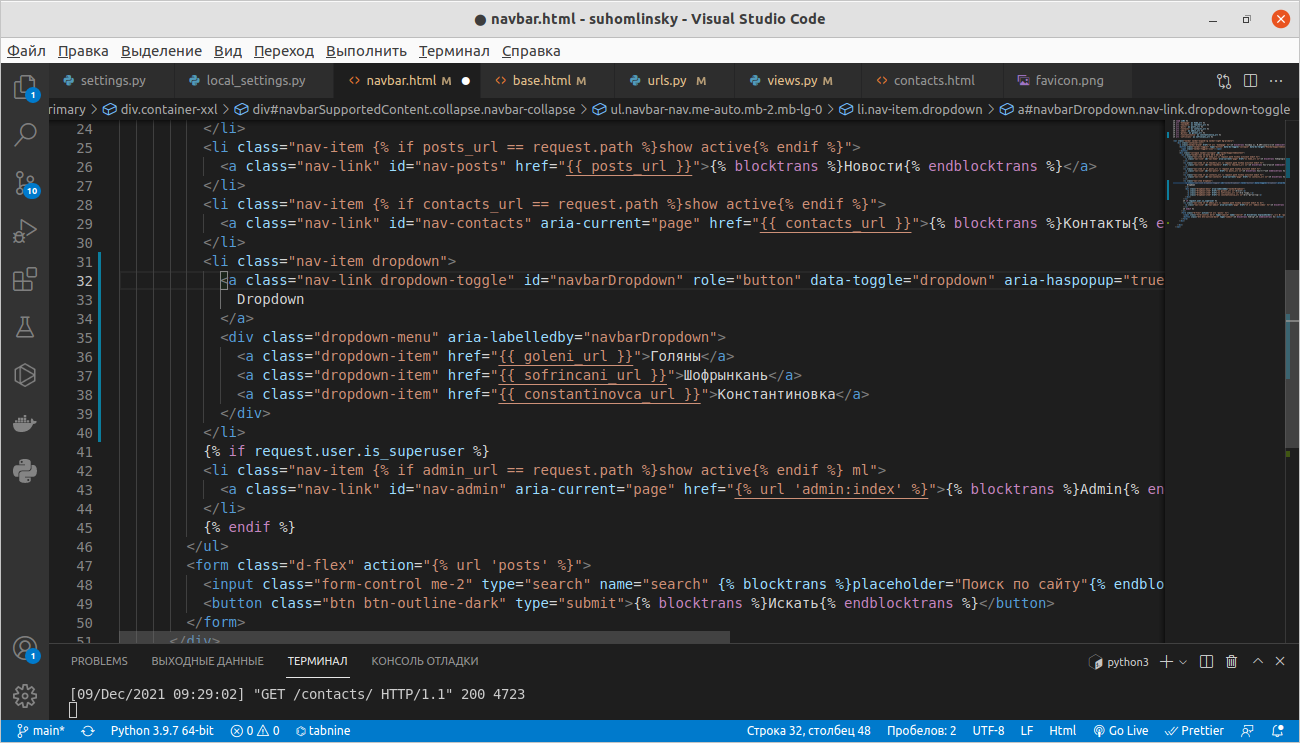 ● navbar.html - suhomlinsky - Visual Studio Code
Файл Правка Выделение Вид Переход Выполнить Терминал Справка
settings.py local_settings.py navbar.html M ● base.html M urls.py M views.py M contacts.html favicon.png
1
rimary > div.container-xxl > div#navbarSupportedContent.collapse.navbar-collapse > ul.navbar-nav.me-auto.mb-2.mb-lg-0 > li.nav-item.dropdown > a#navbarDropdown.nav-link.dropdown-toggle
24 </li>
25 <li class="nav-item {% if posts_url == request.path %}show active{% endif %}">
26 <a class="nav-link" id="nav-posts" href="{{ posts_url }}">{% blocktrans %}Новости{% endblocktrans %}</a>
27 </li>
10
28 <li class="nav-item {% if contacts_url == request.path %}show active{% endif %}">
29 <a class="nav-link" id="nav-contacts" aria-current="page" href="{{ contacts_url }}">{% blocktrans %}Контакты{% e
30 </li>
31 <li class="nav-item dropdown">
32 <a class="nav-link dropdown-toggle" id="navbarDropdown" role="button" data-toggle="dropdown" aria-haspopup="true
33 Dropdown
34 </a>
35 <div class="dropdown-menu" aria-labelledby="navbarDropdown">
36 <a class="dropdown-item" href="{{ goleni_url }}">Голяны</a>
37 <a class="dropdown-item" href="{{ sofrincani_url }}">Шофрынкань</a>
38 <a class="dropdown-item" href="{{ constantinovca_url }}">Константиновка</a>
39 </div>
40 </li>
41 {% if request.user.is_superuser %}
42 <li class="nav-item {% if admin_url == request.path %}show active{% endif %} ml">
43 <a class="nav-link" id="nav-admin" aria-current="page" href="{% url 'admin:index' %}">{% blocktrans %}Admin{% en
44 </li>
45 {% endif %}
46 </ul>
47 <form class="d-flex" action="{% url 'posts' %}">
48 <input class="form-control me-2" type="search" name="search" {% blocktrans %}placeholder="Поиск по сайту"{% endblo
49 <button class="btn btn-outline-dark" type="submit">{% blocktrans %}Искать{% endblocktrans %}</button>
50 </form>
51 </div>
1
PROBLEMS ВЫХОДНЫЕ ДАННЫЕ ТЕРМИНАЛ КОНСОЛЬ ОТЛАДКИ python3
[09/Dec/2021 09:29:02] "GET /contacts/ HTTP/1.1" 200 4723
main* Python 3.9.7 64-bit 0 0 tabnine Строка 32, столбец 48 Пробелов: 2 UTF-8 LF Html Go Live Prettier